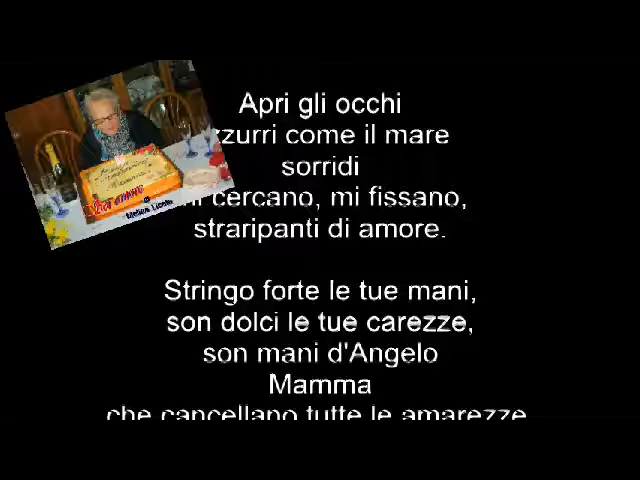 Apri gli occhi
zzurri come il mare
sorridi
cercano, mi fissano,
straripanti di amore.
Stringo forte le tue mani,
son dolci le tue carezze,
son mani d'Angelo
Mamma
che cancellano tutte le amarezze